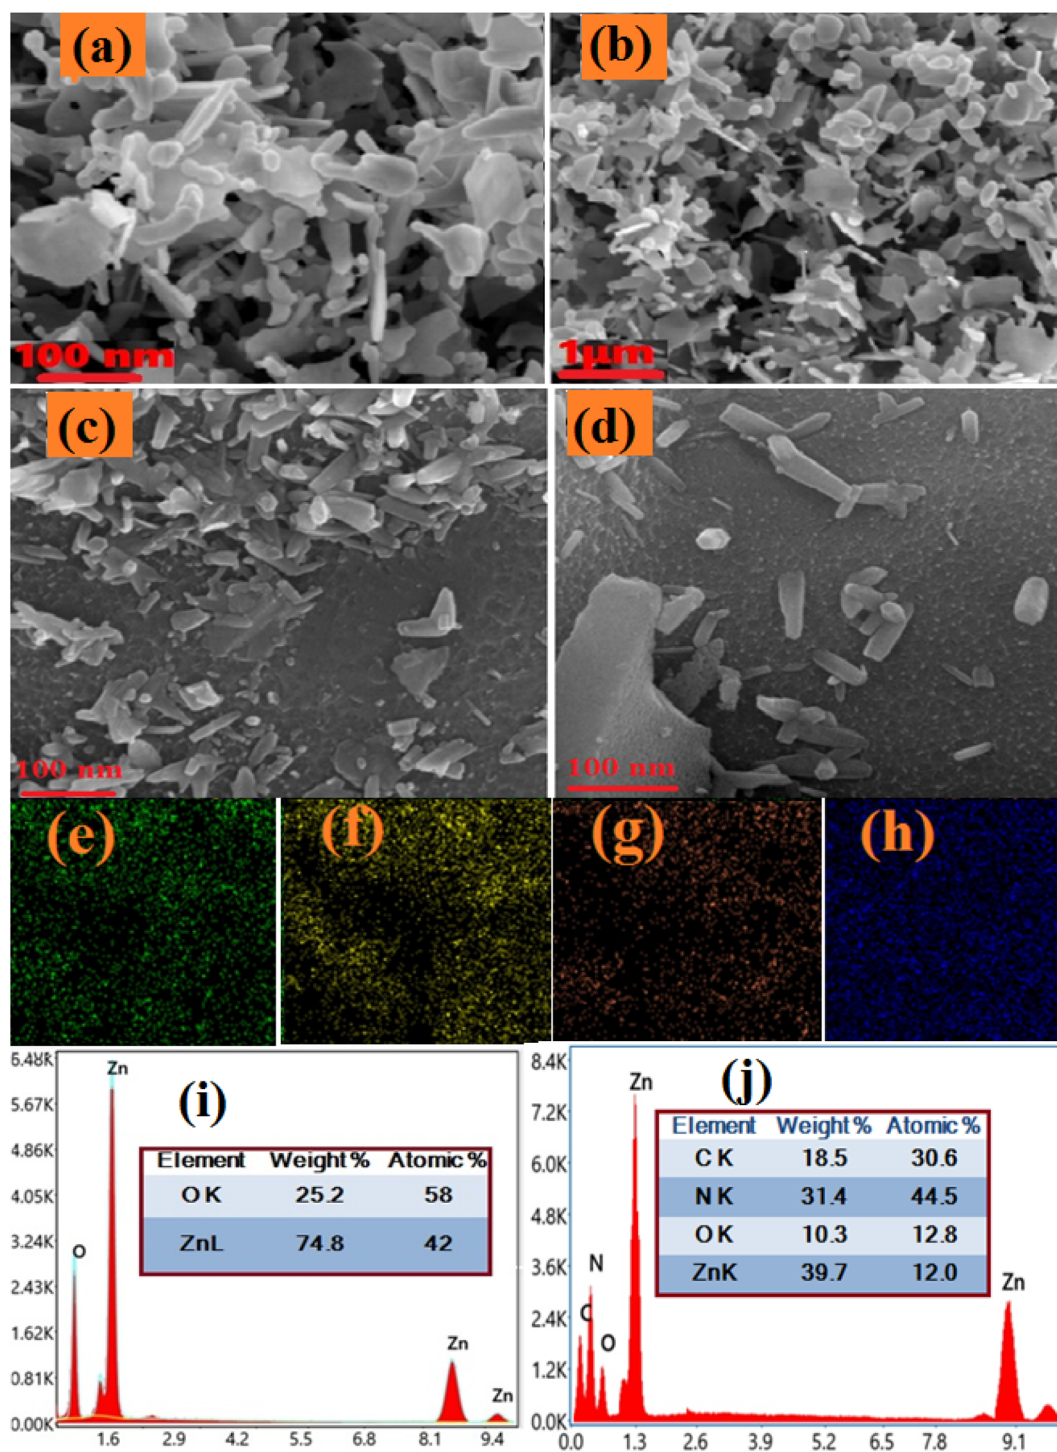 (a)
(b)
100 nm
1µm
(c)
(d)
100 nm
100 nm
(e)
(f)
(g)
(h)
(i)
6.48K
5.67K
4.86K
4.05K
3.24K
2.43K
1.62K
0.81K
0.00K
Zn
O
Zn
Zn
Element Weight % Atomic %
O K 25.2 58
ZnL 74.8 42
1.6 2.9 4.2 5.5 6.8 8.1 9.4
(j)
8.4K
7.2K
6.0K
4.8K
3.6K
2.4K
1.2K
0.0K
Zn
N
C
O
Zn
Element Weight % Atomic %
C K 18.5 30.6
N K 31.4 44.5
O K 10.3 12.8
ZnK 39.7 12.0
0.0 1.3 2.6 3.9 5.2 6.5 7.8 9.1